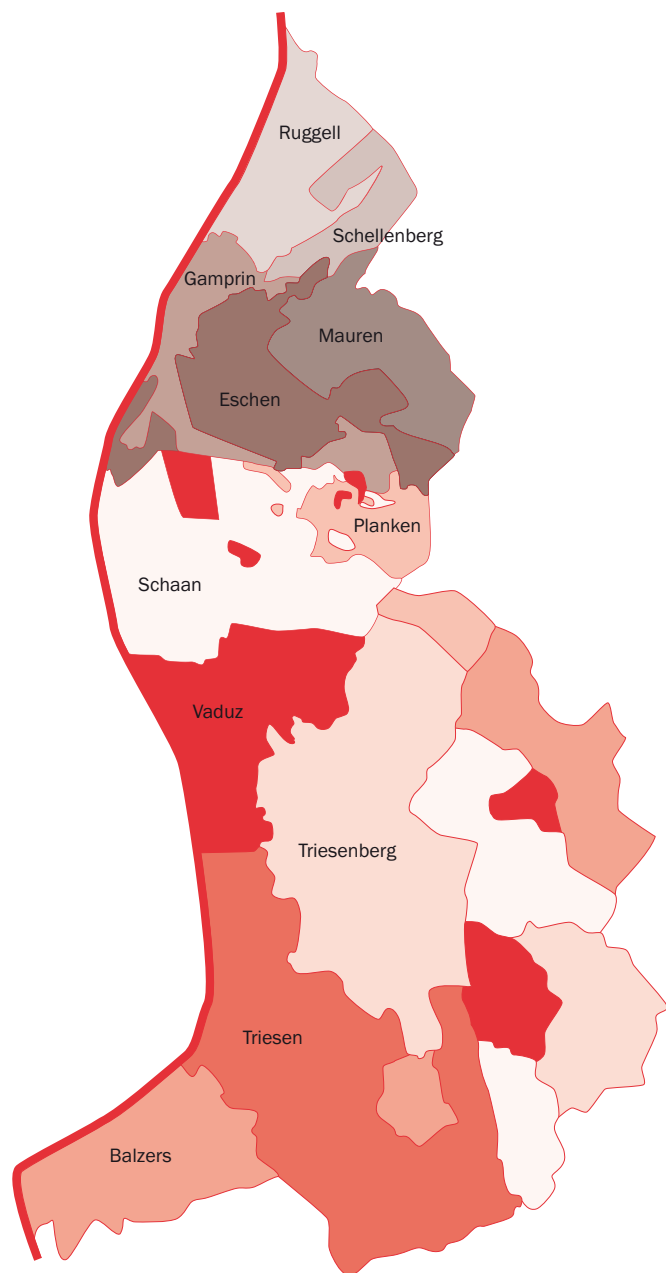 Ruggell
Schellenberg
Gamprin
Mauren
Eschen
Planken
Schaan
Vaduz
Triesenberg
Triesen
Balzers